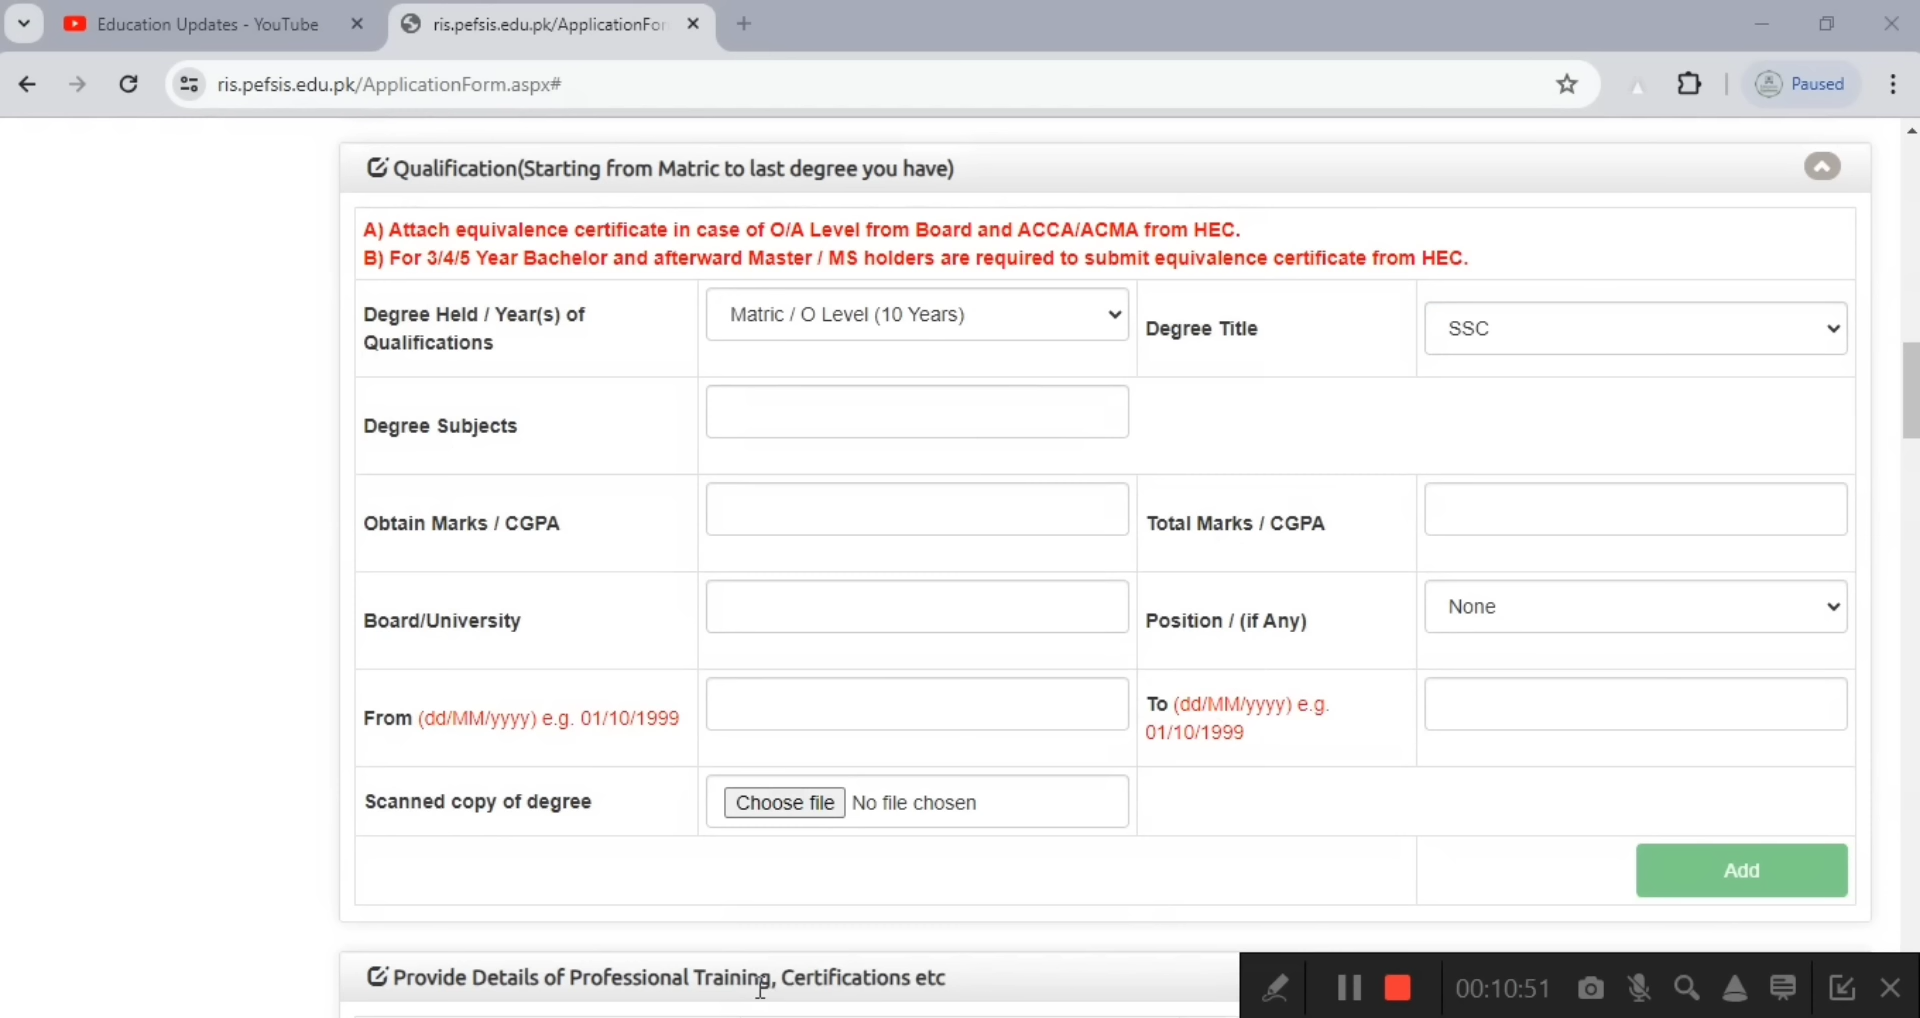 Education Updates - YouTube
ris.pefsis.edu.pk/ApplicationFor
ris.pefsis.edu.pk/ApplicationForm.aspx#
Paused
Qualification(Starting from Matric to last degree you have)
A) Attach equivalence certificate in case of O/A Level from Board and ACCA/ACMA from HEC.
B) For 3/4/5 Year Bachelor and afterward Master / MS holders are required to submit equivalence certificate from HEC.
Degree Held / Year(s) of
Qualifications
Matric / O Level (10 Years)
Degree Title
SSC
Degree Subjects
Obtain Marks / CGPA
Total Marks / CGPA
Board/University
Position / (if Any)
None
From (dd/MM/yyyy) e.g. 01/10/1999
To (dd/MM/yyyy) e.g.
01/10/1999
Scanned copy of degree
Choose file No file chosen
Add
Provide Details of Professional Training, Certifications etc
00:10:51